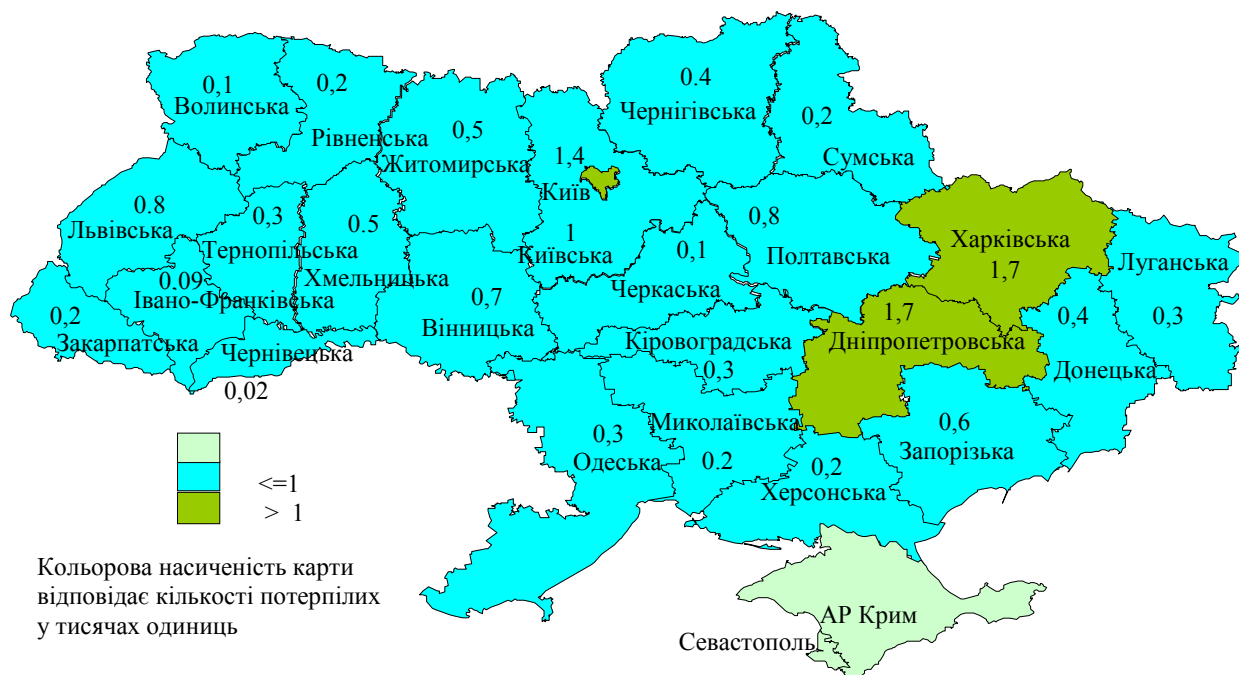 0,1
Волинська
0,2
Рівненська
0,5
Житомирська
1,4
Київ
0.4
Чернігівська
0,2
Сумська
0.8
Львівська
0,3
Тернопільська
0.5
Хмельницька
1
Київська
0,1
Черкаська
0,8
Полтавська
Харківська
1,7
Луганська
0,3
0.09
Івано-Франківська
0,2
Закарпатська
Чернівецька
0,02
0,7
Вінницька
Кіровоградська
0,3
1,7
Дніпропетровська
0,4
Донецька
0,3
Одеська
Миколаївська
0.2
0,2
Херсонська
0,6
Запорізька
АР Крим
Севастополь
<=1
> 1
Кольорова насиченість карти
відповідає кількості потерпілих
у тисячах одиниць